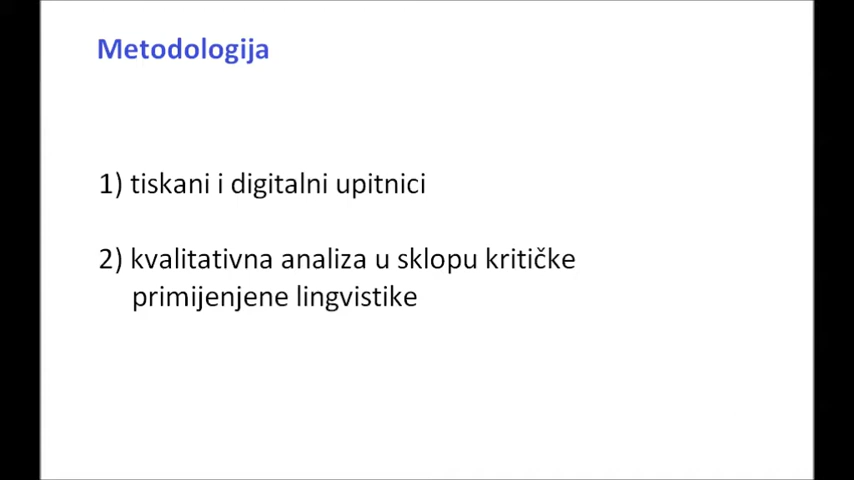 Metodologija
1) tiskani i digitalni upitnici
2) kvalitativna analiza u sklopu kritičke
primijenjene lingvistike